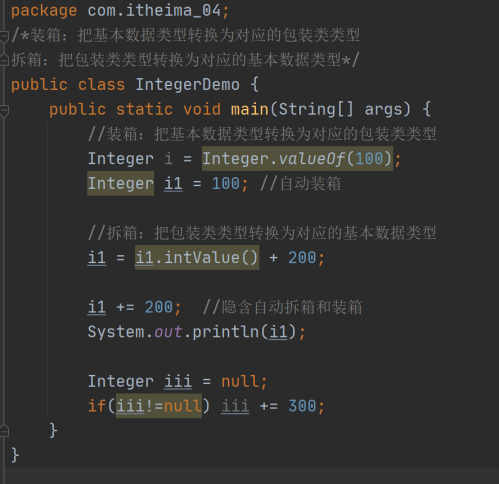 package com.itheima_04;
/*装箱：把基本数据类型转换为对应的包装类类型
拆箱：把包装类类型转换为对应的基本数据类型*/
public class IntegerDemo {
    public static void main(String[] args) {
        //装箱：把基本数据类型转换为对应的包装类类型
        Integer i = Integer.valueOf(100);
        Integer i1 = 100; //自动装箱
        //拆箱：把包装类类型转换为对应的基本数据类型
        i1 = i1.intValue() + 200;
        i1 += 200;  //隐含自动拆箱和装箱
        System.out.println(i1);
        Integer iii = null;
        if(iii!=null) iii += 300;
    }
}